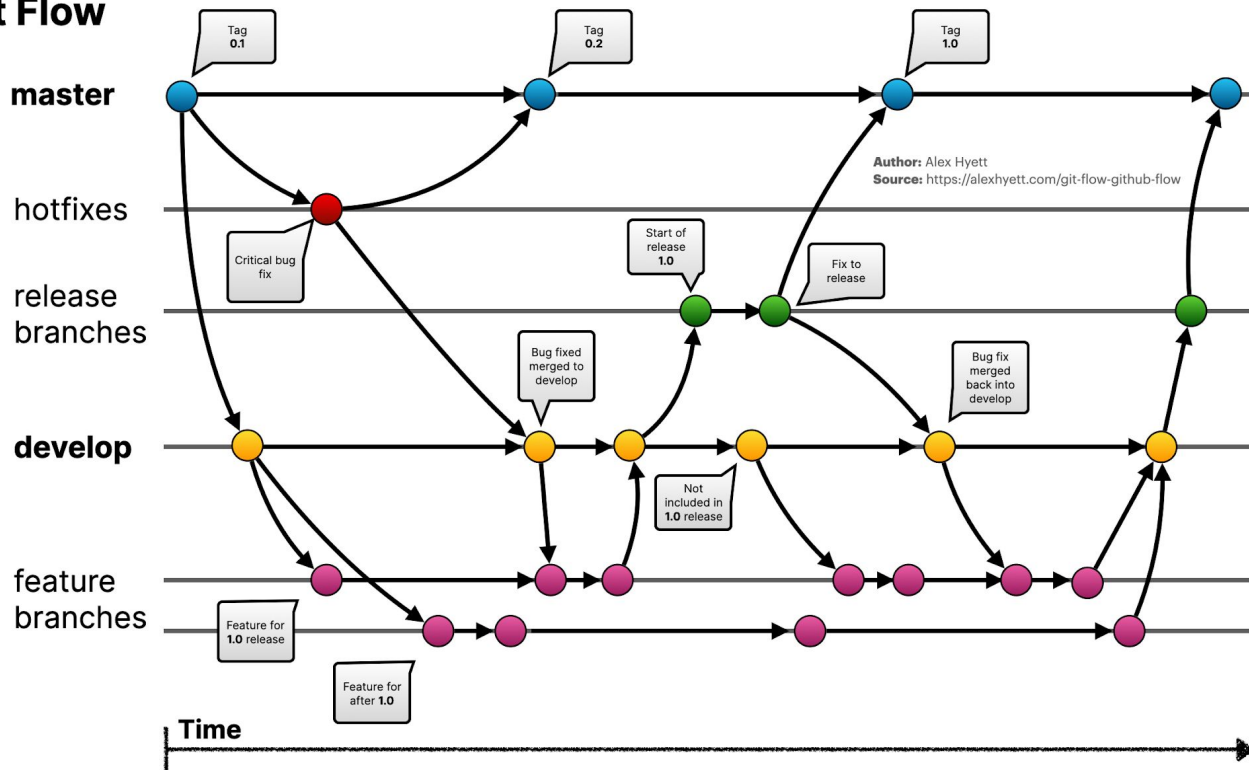 t Flow
Tag
0.1
Tag
0.2
Tag
1.0
master
Author: Alex Hyett
Source: https://alexhyett.com/git-flow-github-flow
hotfixes
Critical bug
fix
Start of
release
1.0
Fix to
release
release
branches
Bug fixed
merged to
develop
Bug fix
merged
back into
develop
develop
Not
included in
1.0 release
feature
branches
Feature for
1.0 release
Feature for
after 1.0
Time